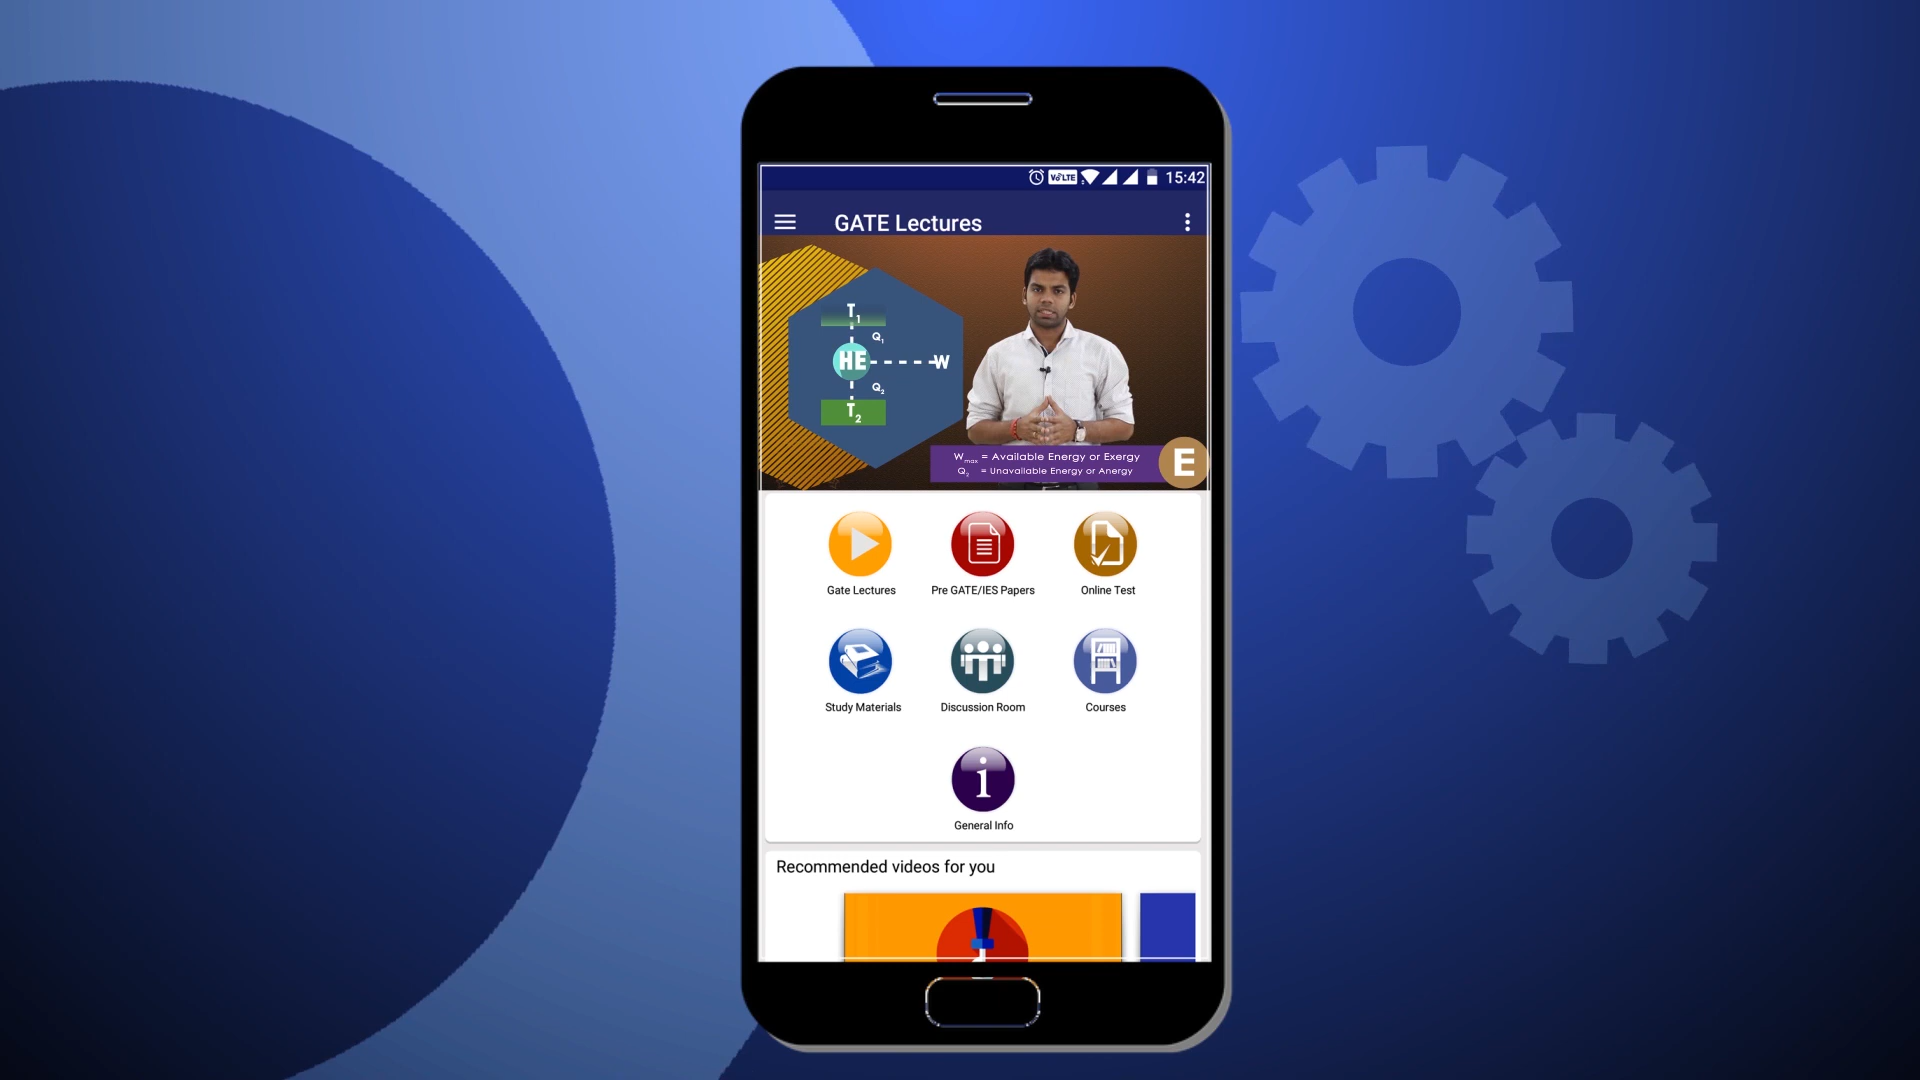 VoLTE 15:42
GATE Lectures
T1
Q1
HE W
Q2
T2
Wmax = Available Energy or Exergy
Q2 = Unavailable Energy or Anergy
E
Gate Lectures Pre GATE/IES Papers Online Test
Study Materials Discussion Room Courses
i
General Info
Recommended videos for you